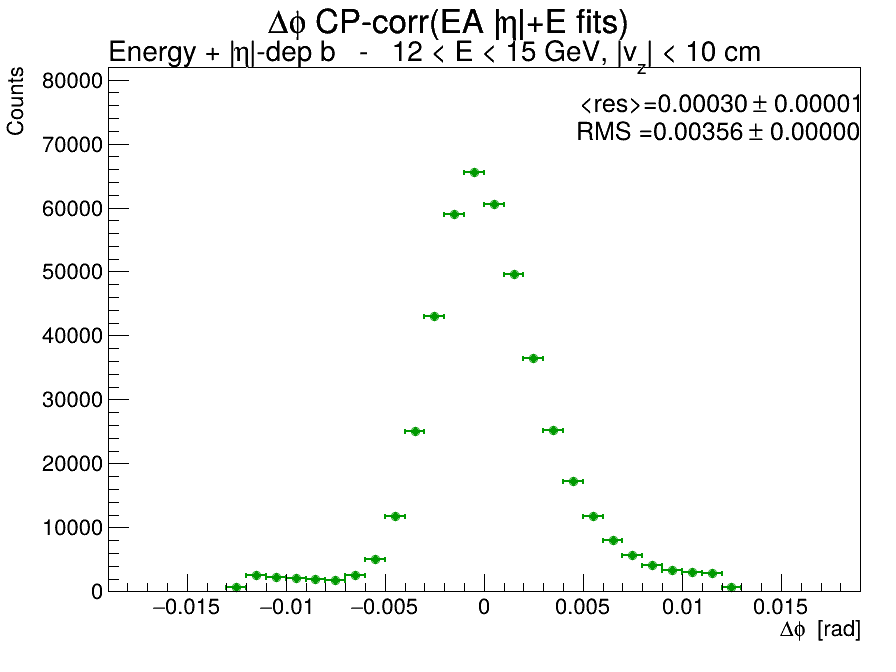 Δϕ CP-corr(EA |η|+E fits)
Energy + |η|-dep b - 12 < E < 15 GeV, |v_z| < 10 cm
<res>=0.00030 ± 0.00001
RMS =0.00356 ± 0.00000
Counts
80000
70000
60000
50000
40000
30000
20000
10000
0
−0.015 −0.01 −0.005 0 0.005 0.01 0.015
Δϕ [rad]